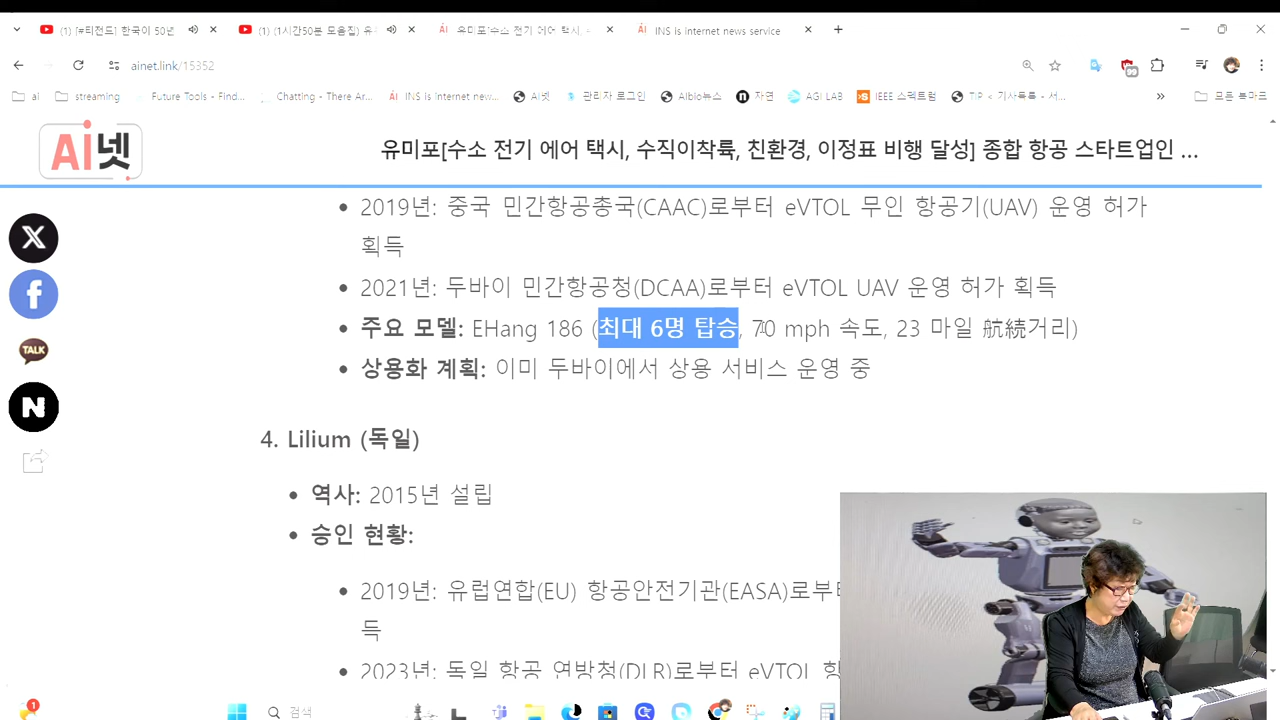 (1) [#티전드] 한국이 50년
(1) (1시간50분 모음집) 유
유미포[수소 전기 에어 택시,
INS is Internet news service
ainet.link/15352
ai
streaming
Future Tools - Find...
Chatting - There Ar...
INS is Internet new...
AI넷
관리자 로그인
AIbio뉴스
자연
AGI LAB
IEEE 스펙트럼
TIP < 기사목록 - 서...
모든 북마크
Ai넷
유미포[수소 전기 에어 택시, 수직이착륙, 친환경, 이정표 비행 달성] 종합 항공 스타트업인 ...
2019년: 중국 민간항공총국(CAAC)로부터 eVTOL 무인 항공기(UAV) 운영 허가
획득
2021년: 두바이 민간항공청(DCAA)로부터 eVTOL UAV 운영 허가 획득
주요 모델: EHang 186 (최대 6명 탑승, 70 mph 속도, 23 마일 航続거리)
상용화 계획: 이미 두바이에서 상용 서비스 운영 중
TALK
N
4. Lilium (독일)
역사: 2015년 설립
승인 현황:
2019년: 유럽연합(EU) 항공안전기관(EASA)로부
득
2023년: 독일 항공 연방청(DLR)로부터 eVTOL 항
1
검색